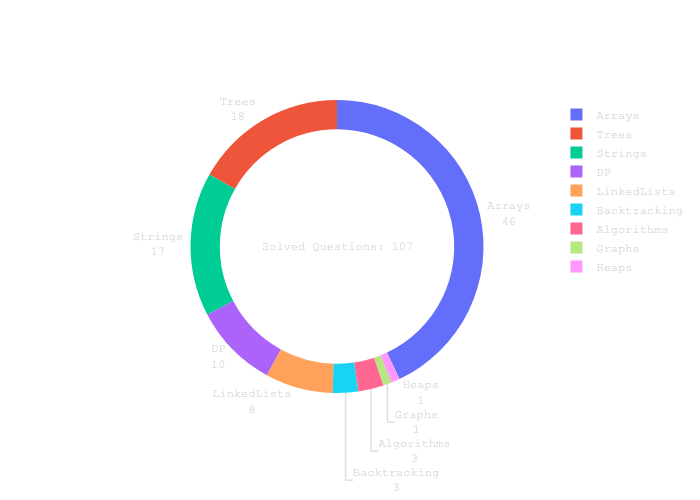 Trees
18
Arrays
46
Strings
17
Solved Questions: 107
DP
10
LinkedLists
8
Heaps
1
Graphs
1
Algorithms
3
Backtracking
3
Arrays
Trees
Strings
DP
LinkedLists
Backtracking
Algorithms
Graphs
Heaps